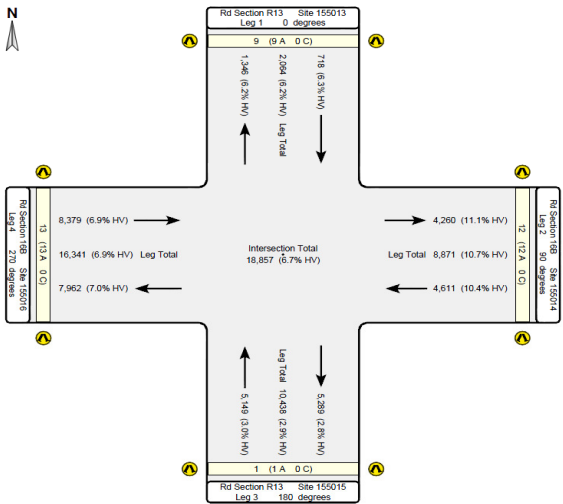 N
Rd Section R13 Site 155013
Leg 1 0 degrees
9 (9 A 0 C)
1,346 (6.2% HV)
2,064 (6.2% HV) Leg Total
718 (6.3% HV)
Rd Section 16B Site 155016
Leg 4 270 degrees
13 (13 A 0 C)
8,379 (6.9% HV)
16,341 (6.9% HV) Leg Total
7,962 (7.0% HV)
Intersection Total
18,857 (6.7% HV)
4,260 (11.1% HV)
Leg Total 8,871 (10.7% HV)
4,611 (10.4% HV)
12 (12 A 0 C)
Rd Section 16B Site 155014
Leg 2 90 degrees
5,149 (3.0% HV)
Leg Total 10,438 (2.9% HV)
5,289 (2.8% HV)
1 (1 A 0 C)
Rd Section R13 Site 155015
Leg 3 180 degrees